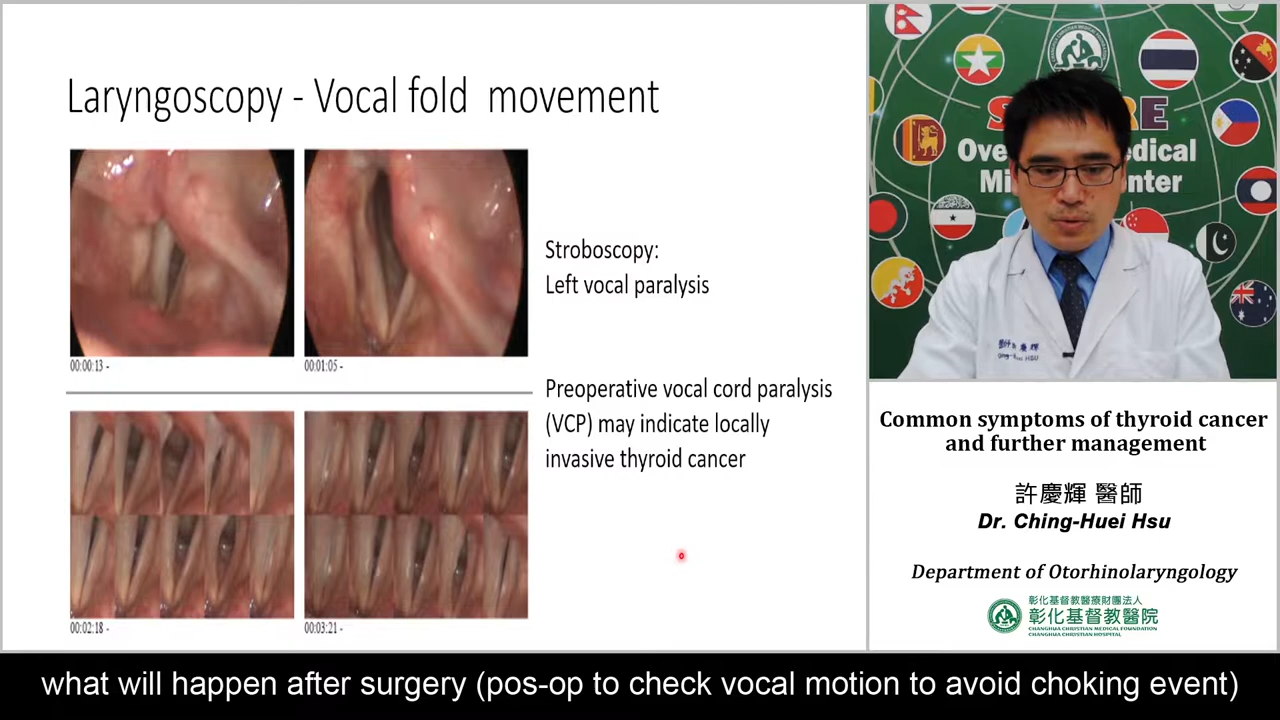 Laryngoscopy - Vocal fold  movement
00:00:13 -
00:01:05 -
Stroboscopy:
Left vocal paralysis
Preoperative vocal cord paralysis
(VCP) may indicate locally
invasive thyroid cancer
00:02:18 -
00:03:21 -
Common symptoms of thyroid cancer
and further management
許慶輝 醫師
Dr. Ching-Huei Hsu
Department of Otorhinolaryngology
彰化基督教醫療財團法人
彰化基督教醫院
CHANGHUA CHRISTIAN MEDICAL FOUNDATION
CHANGHUA CHRISTIAN HOSPITAL
what will happen after surgery (pos-op to check vocal motion to avoid choking event)